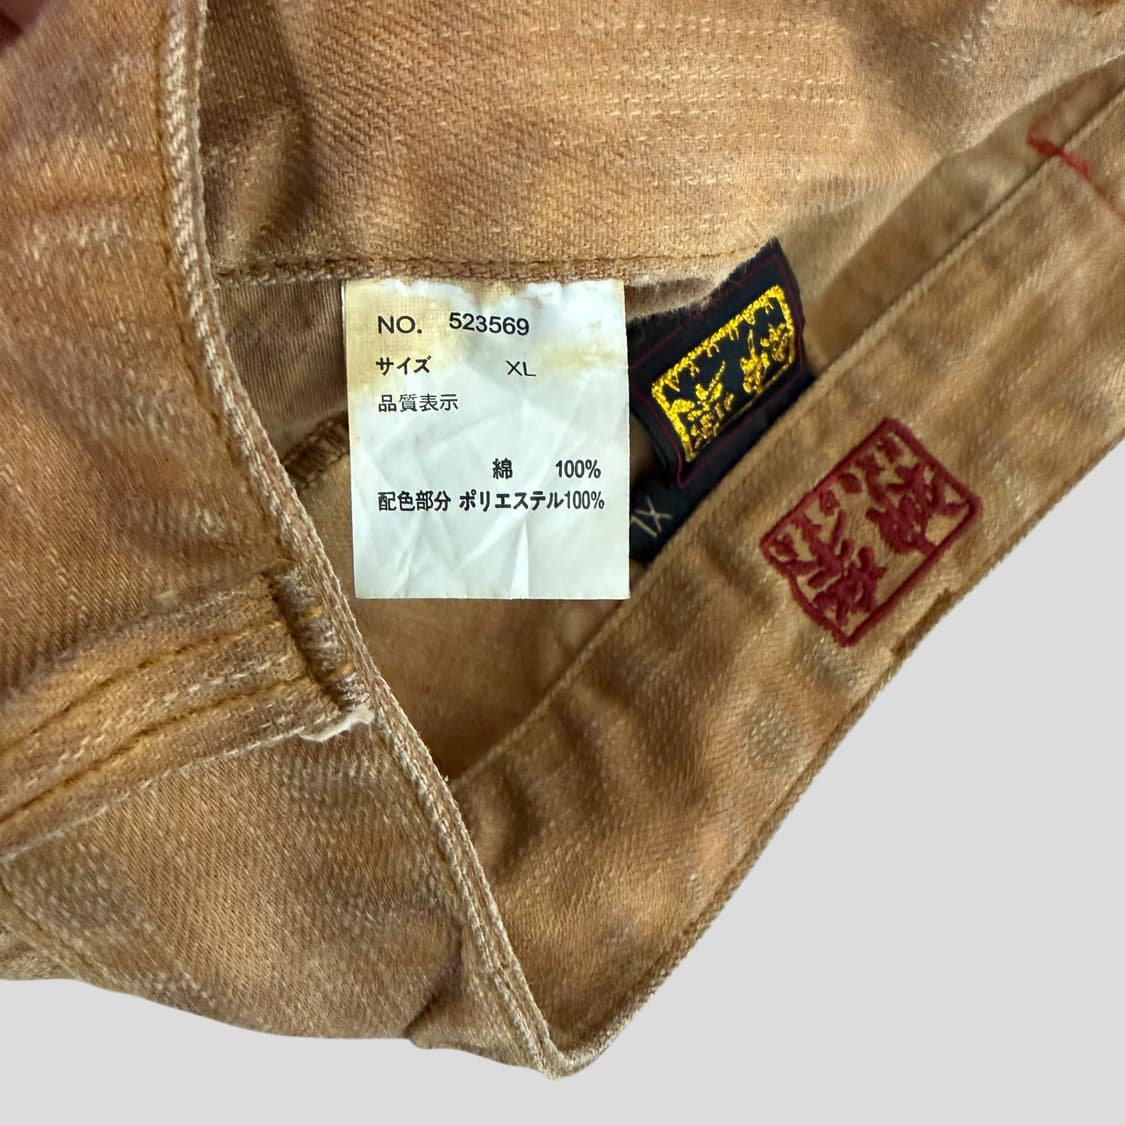 NO. 523569
サイズ XL
品質表示
綿 100%
配色部分 ポリエステル100%
XL